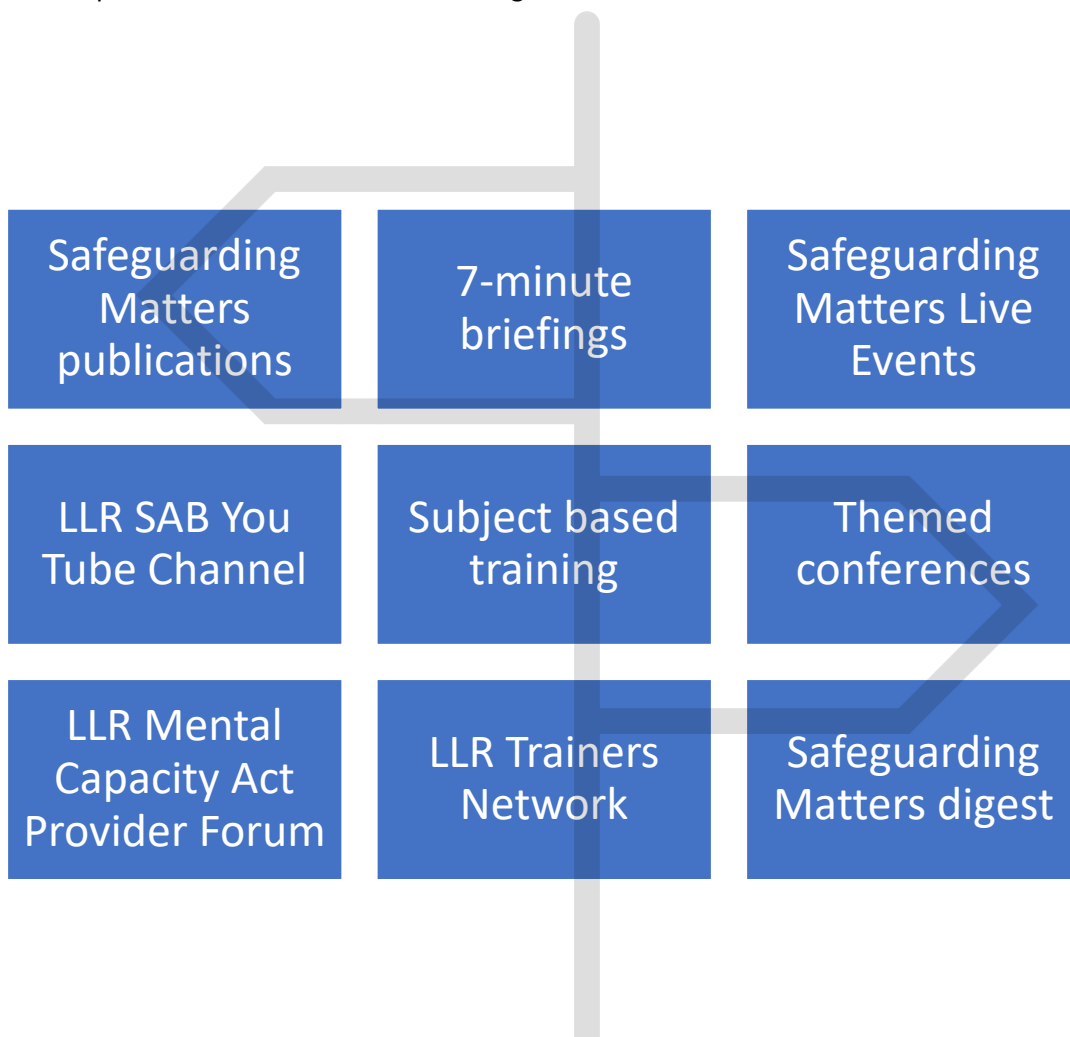 Safeguarding
Matters
publications
7-minute
briefings
Safeguarding
Matters Live
Events
LLR SAB You
Tube Channel
Subject based
training
Themed
conferences
LLR Mental
Capacity Act
Provider Forum
LLR Trainers
Network
Safeguarding
Matters digest